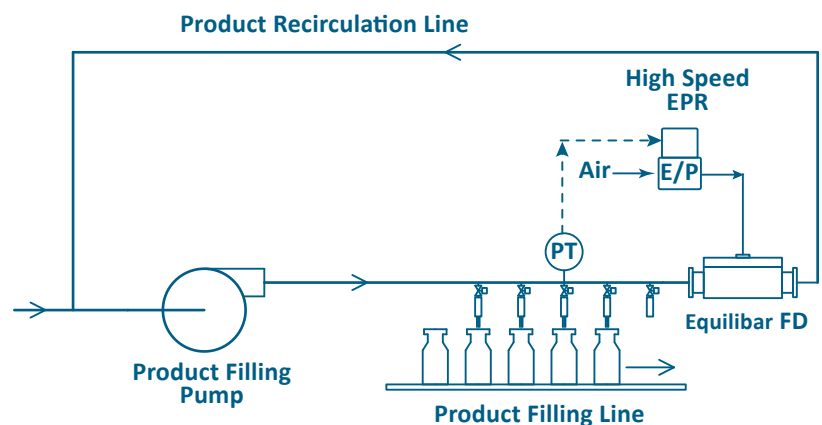 Product Recirculation Line
High Speed
EPR
Air
E/P
PT
Equilibar FD
Product Filling
Pump
Product Filling Line